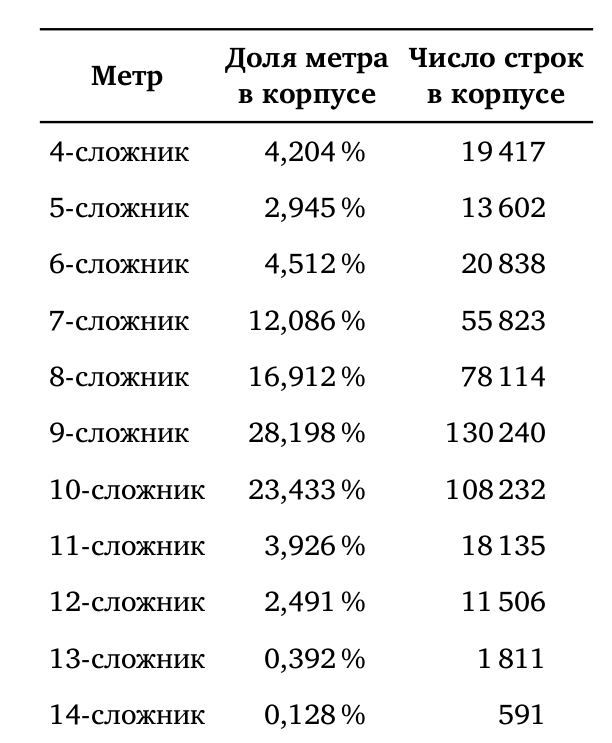 Метр Доля метра в корпусе Число строк в корпусе
4-сложник 4,204 % 19 417
5-сложник 2,945 % 13 602
6-сложник 4,512 % 20 838
7-сложник 12,086 % 55 823
8-сложник 16,912 % 78 114
9-сложник 28,198 % 130 240
10-сложник 23,433 % 108 232
11-сложник 3,926 % 18 135
12-сложник 2,491 % 11 506
13-сложник 0,392 % 1 811
14-сложник 0,128 % 591